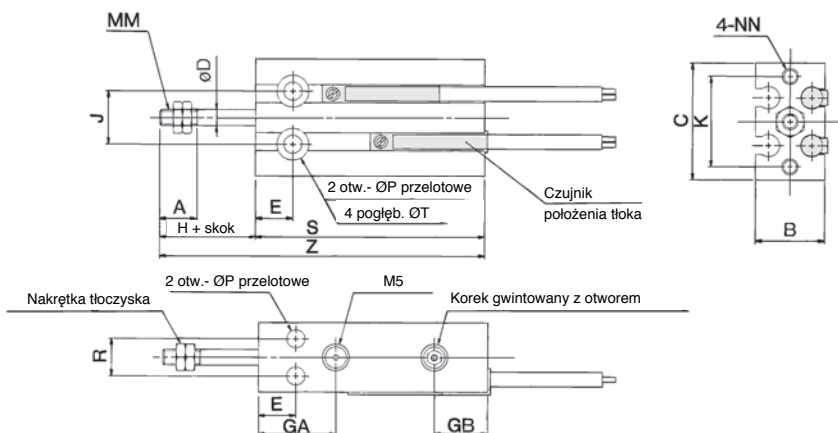 MM
øD
J
A
E
H + skok
S
Z
2 otw.- ØP przelotowe
4 pogłęb. ØT
Czujnik
położenia tłoka
4-NN
C
K
B
2 otw.- ØP przelotowe
M5
Nakrętka tłoczyska
Korek gwintowany z otworem
R
E
GA
GB